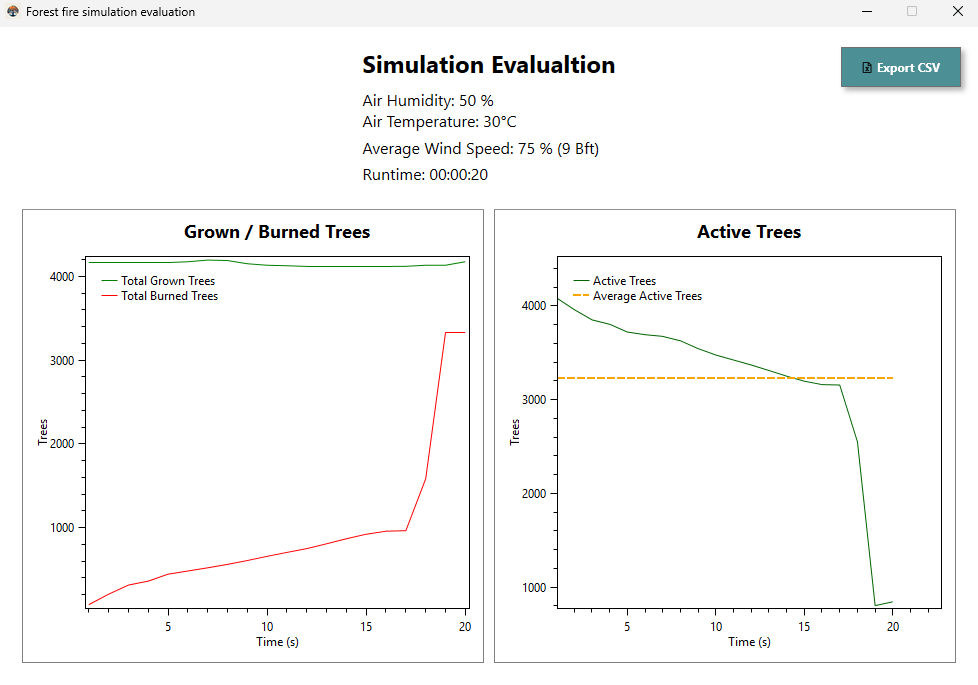 Forest fire simulation evaluation
Simulation Evalualtion
Export CSV
Air Humidity: 50 %
Air Temperature: 30°C
Average Wind Speed: 75 % (9 Bft)
Runtime: 00:00:20
Grown / Burned Trees
Total Grown Trees
Total Burned Trees
4000
3000
2000
1000
Trees
5
10
15
20
Time (s)
Active Trees
Active Trees
Average Active Trees
4000
3000
2000
1000
Trees
5
10
15
20
Time (s)